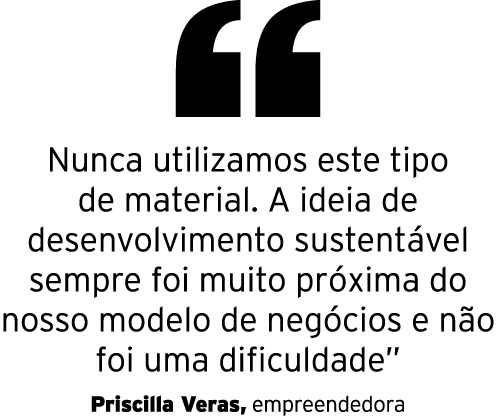 “
Nunca utilizamos este tipo
de material. A ideia de
desenvolvimento sustentável
sempre foi muito próxima do
nosso modelo de negócios e não
foi uma dificuldade”
Priscilla Veras, empreendedora